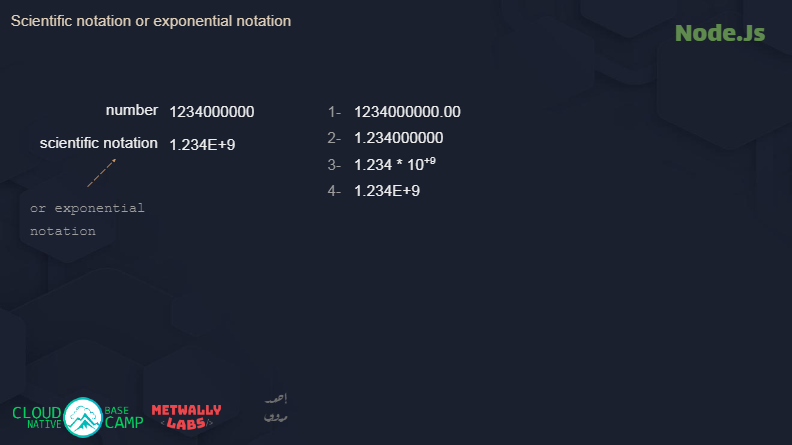 Scientific notation or exponential notation
Node.Js
number 1234000000
scientific notation 1.234E+9
or exponential
notation
1- 1234000000.00
2- 1.234000000
3- 1.234 * 10+9
4- 1.234E+9
CLOUD NATIVE
BASE CAMP
METWALLY
<LABS/>
احمد